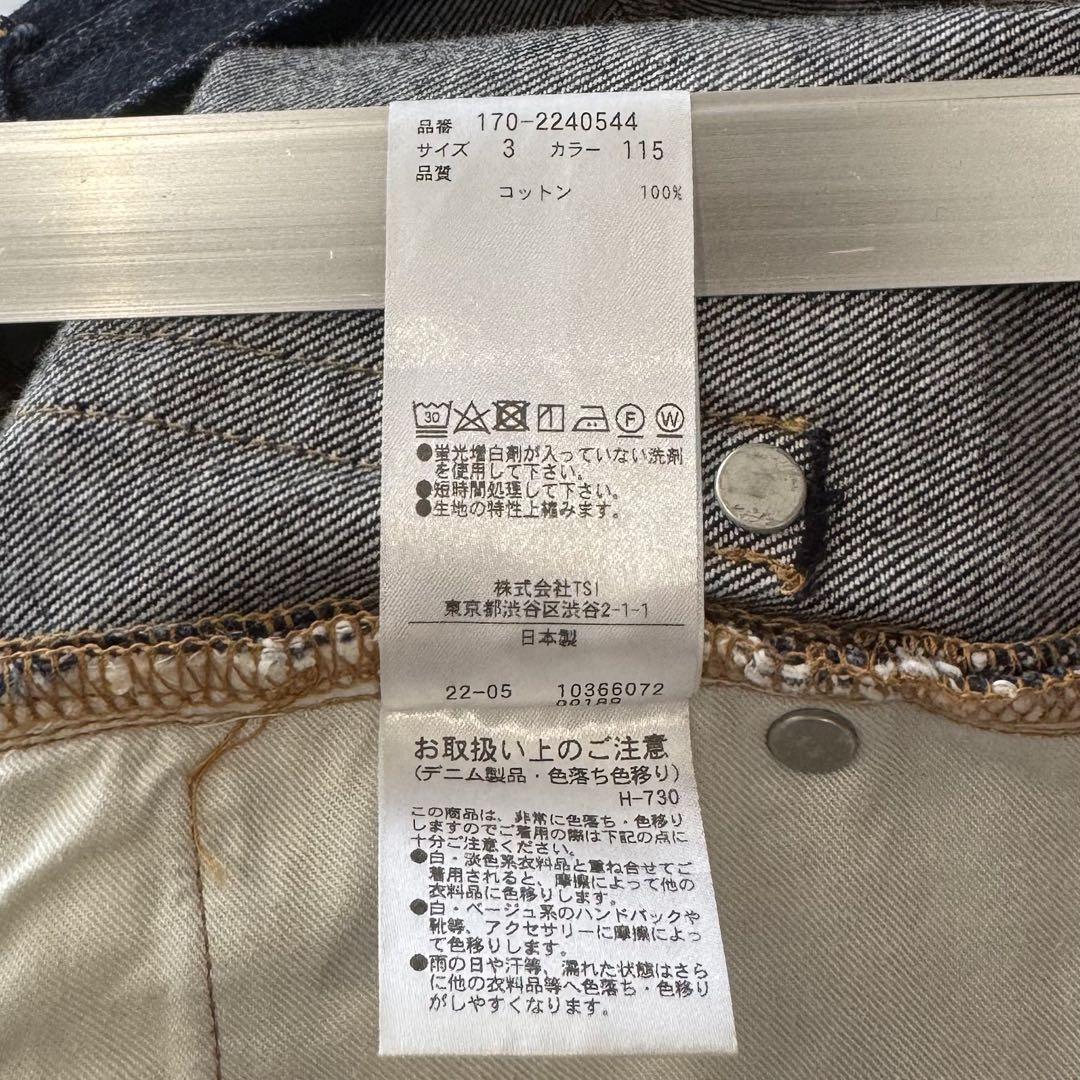 品番 170-2240544
サイズ 3 カラー 115
品質
コットン 100%
30 F W
●蛍光増白剤が入っていない洗剤
を使用して下さい。
●短時間処理して下さい。
●生地の特性上縮みます。
株式会社TSI
東京都渋谷区渋谷2-1-1
日本製
22-05 10366072
お取扱い上のご注意
(デニム製品・色落ち色移り)
H-730
この商品は、非常に色落ち・色移り
しますのでご着用の際は下記の点に
十分ご注意ください。
●白・淡色系衣料品と重ね合せてご
着用されると、摩擦によって他の
衣料品に色移りします。
●白・ベージュ系のハンドバックや
靴等、アクセサリーに摩擦によっ
て色移りします。
●雨の日や汗等、濡れた状態はさら
に他の衣料品等へ色落ち・色移り
がしやすくなります。